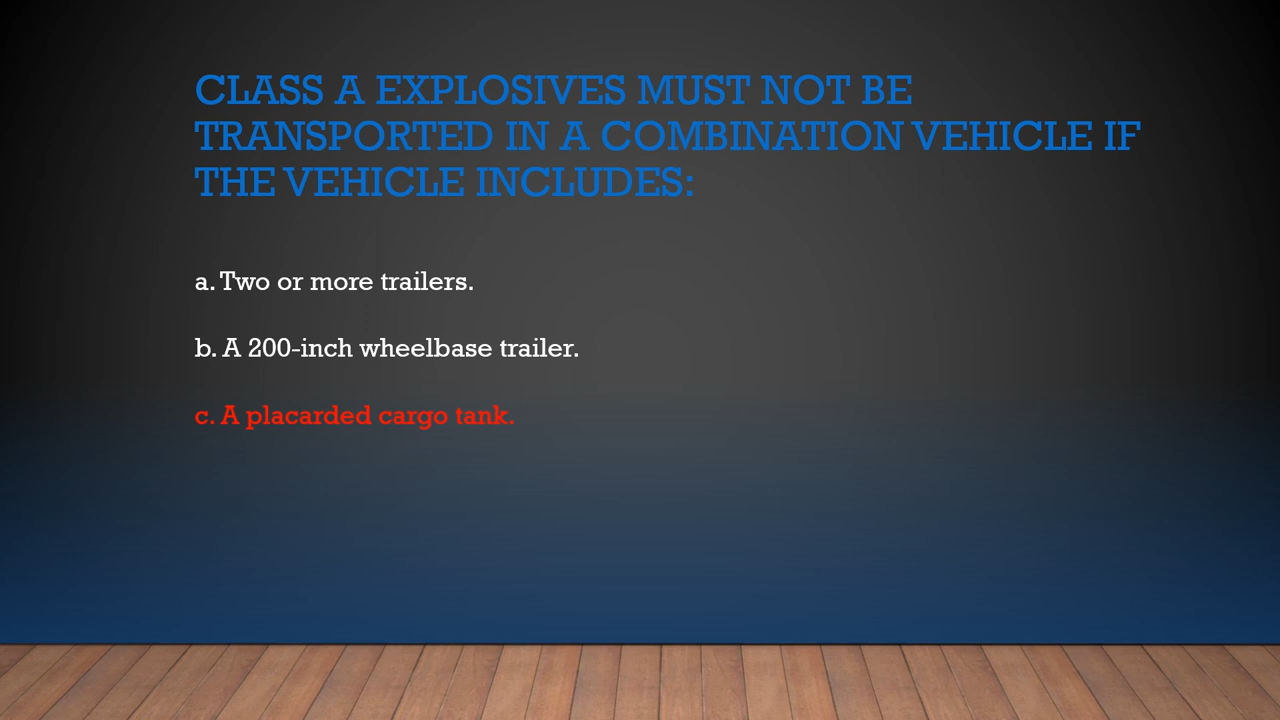 CLASS A EXPLOSIVES MUST NOT BE
TRANSPORTED IN A COMBINATION VEHICLE IF
THE VEHICLE INCLUDES:
a. Two or more trailers.
b. A 200-inch wheelbase trailer.
c. A placarded cargo tank.